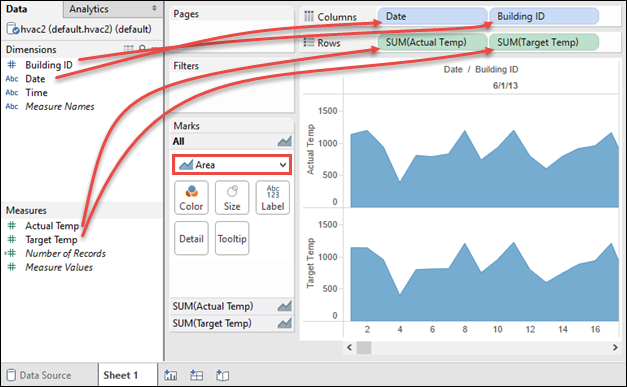 Data
Analytics
hvac2 (default.hvac2) (default)
Dimensions
# Building ID
Abc Date
Abc Time
Abc Measure Names
Measures
# Actual Temp
# Target Temp
=# Number of Records
# Measure Values
Pages
Filters
Marks
All
Area
Color
Size
Abc
123
Label
Detail
Tooltip
SUM(Actual Temp)
SUM(Target Temp)
Columns
Date
Building ID
Rows
SUM(Actual Temp)
SUM(Target Temp)
Date / Building ID
6/1/13
Actual Temp
1500
1000
500
0
Target Temp
1500
1000
500
0
2 4 6 8 10 12 14 16
Data Source
Sheet 1